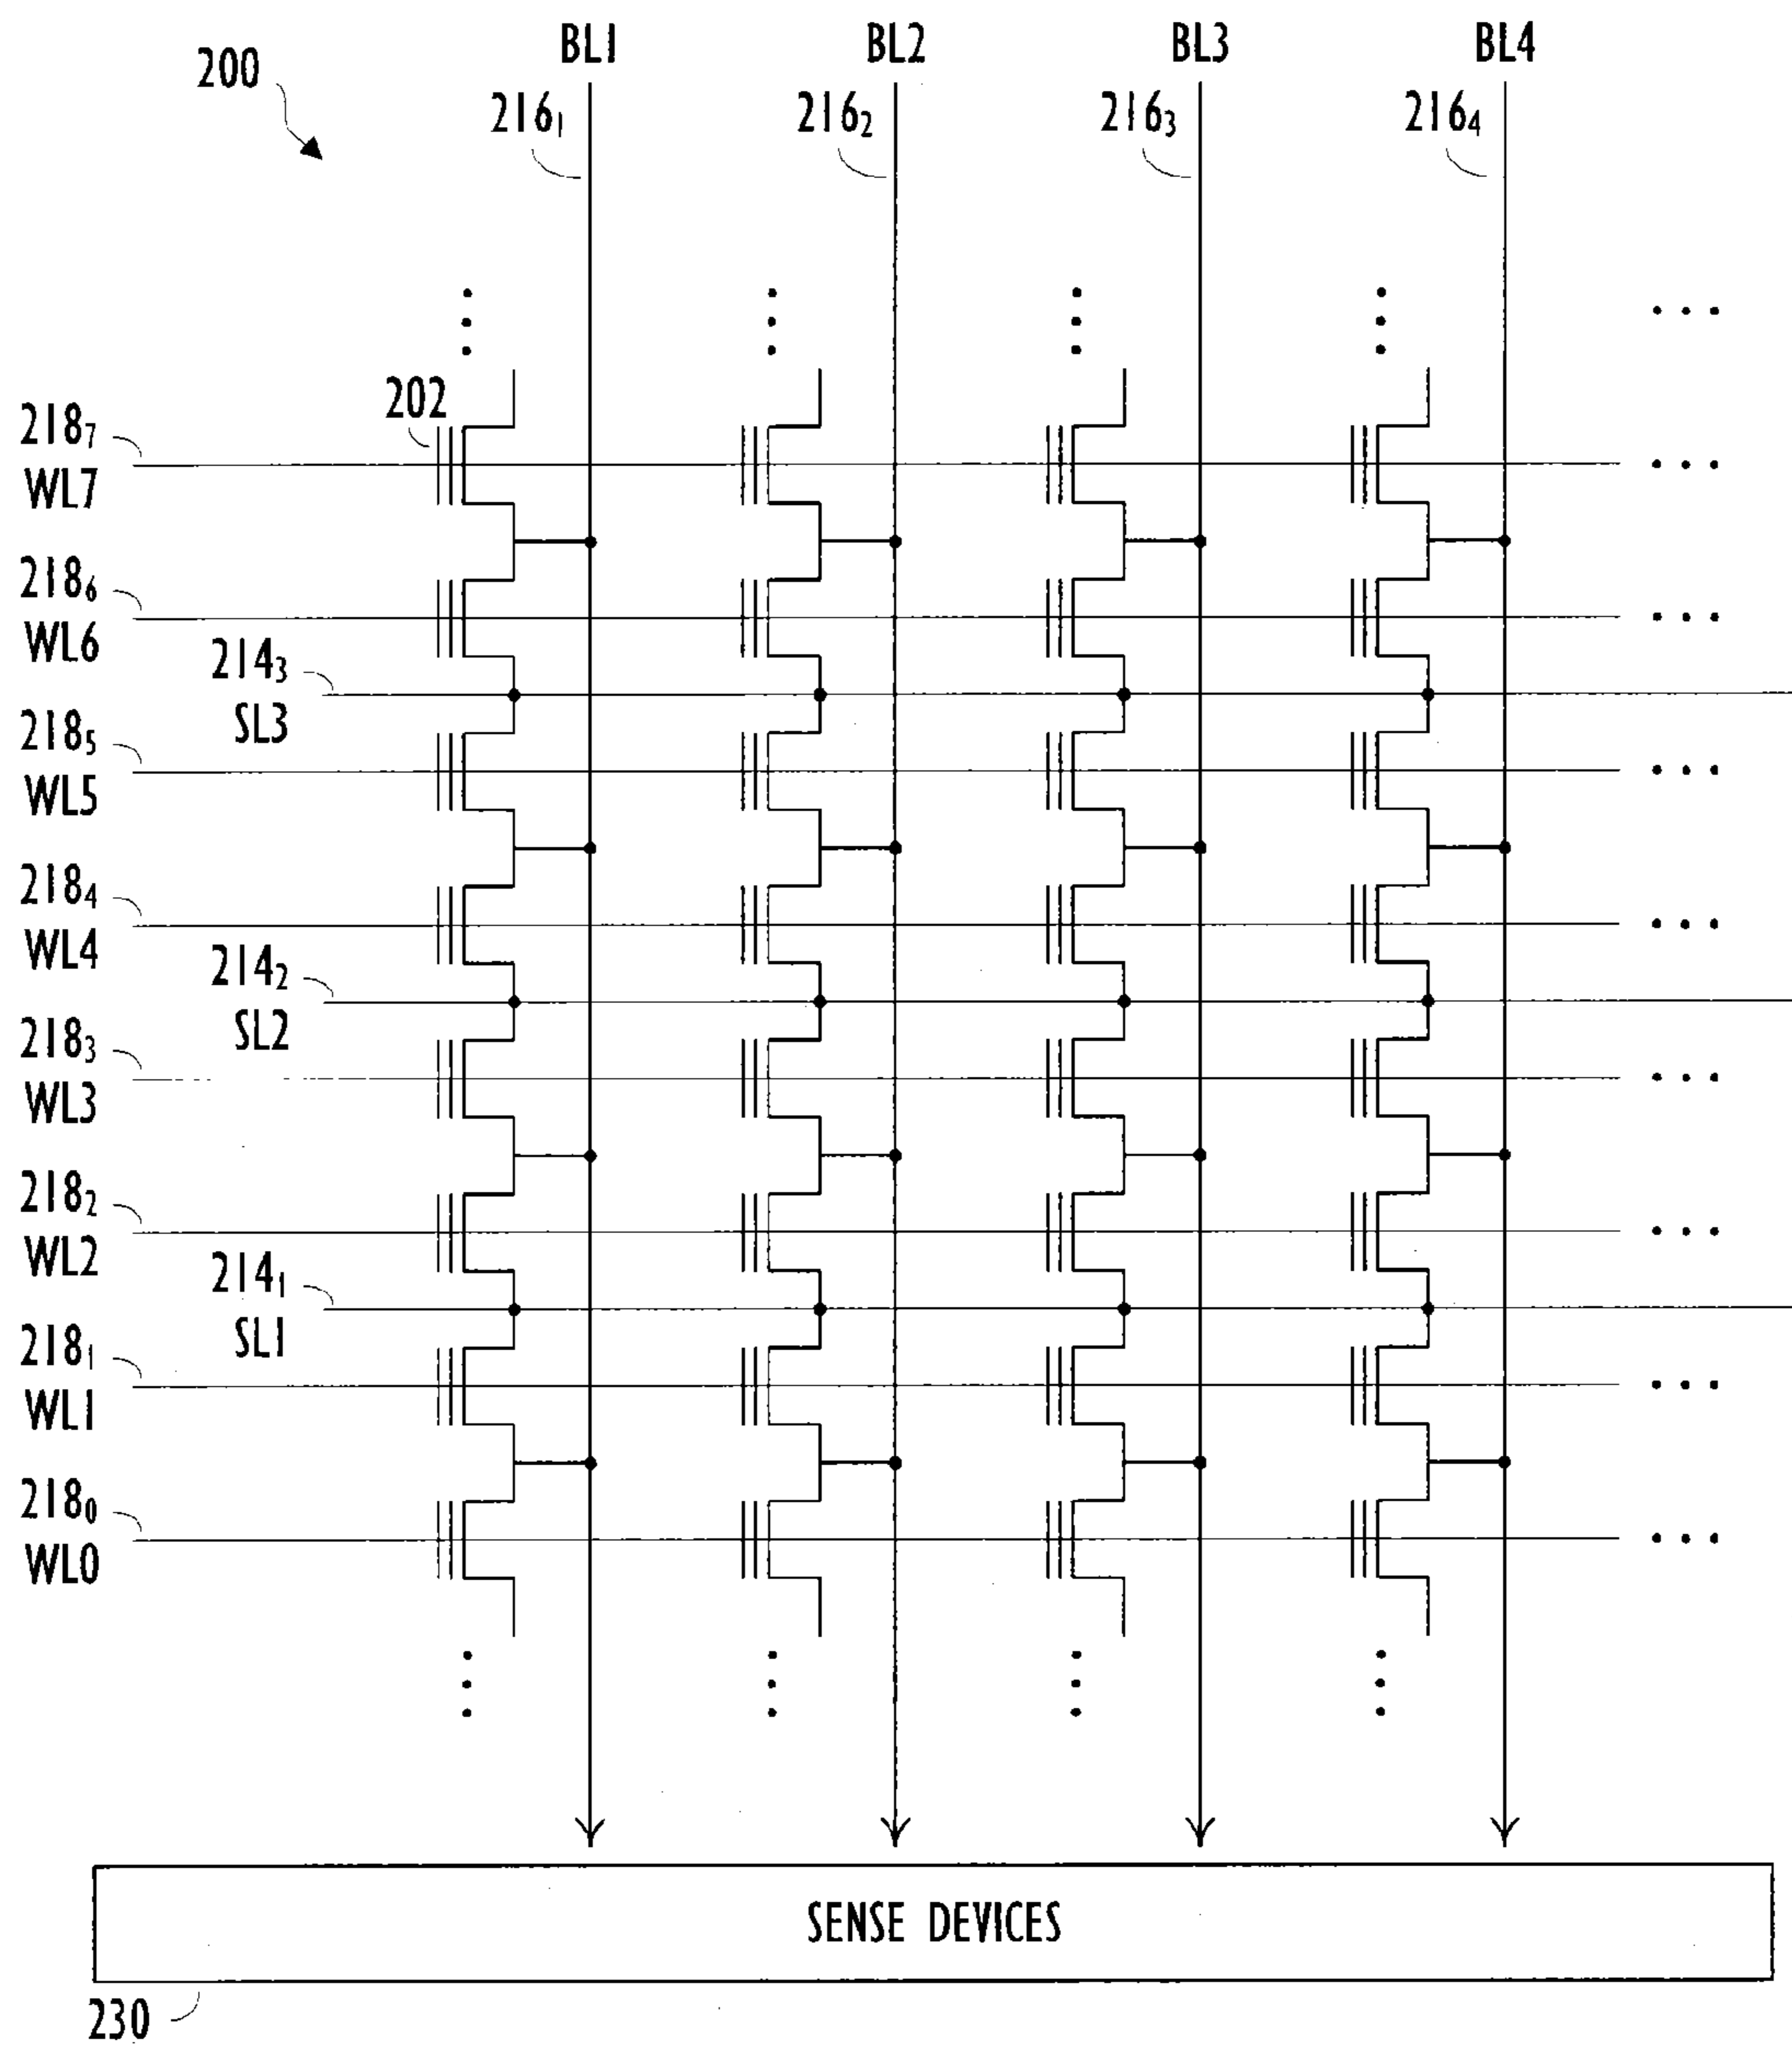 BL1 BL2 BL3 BL4
200
216₁ 216₂ 216₃ 216₄
202
218₇
WL7
218₆
WL6
214₃
SL3
218₅
WL5
218₄
WL4
214₂
SL2
218₃
WL3
218₂
WL2
214₁
SL1
218₁
WL1
218₀
WL0
SENSE DEVICES
230